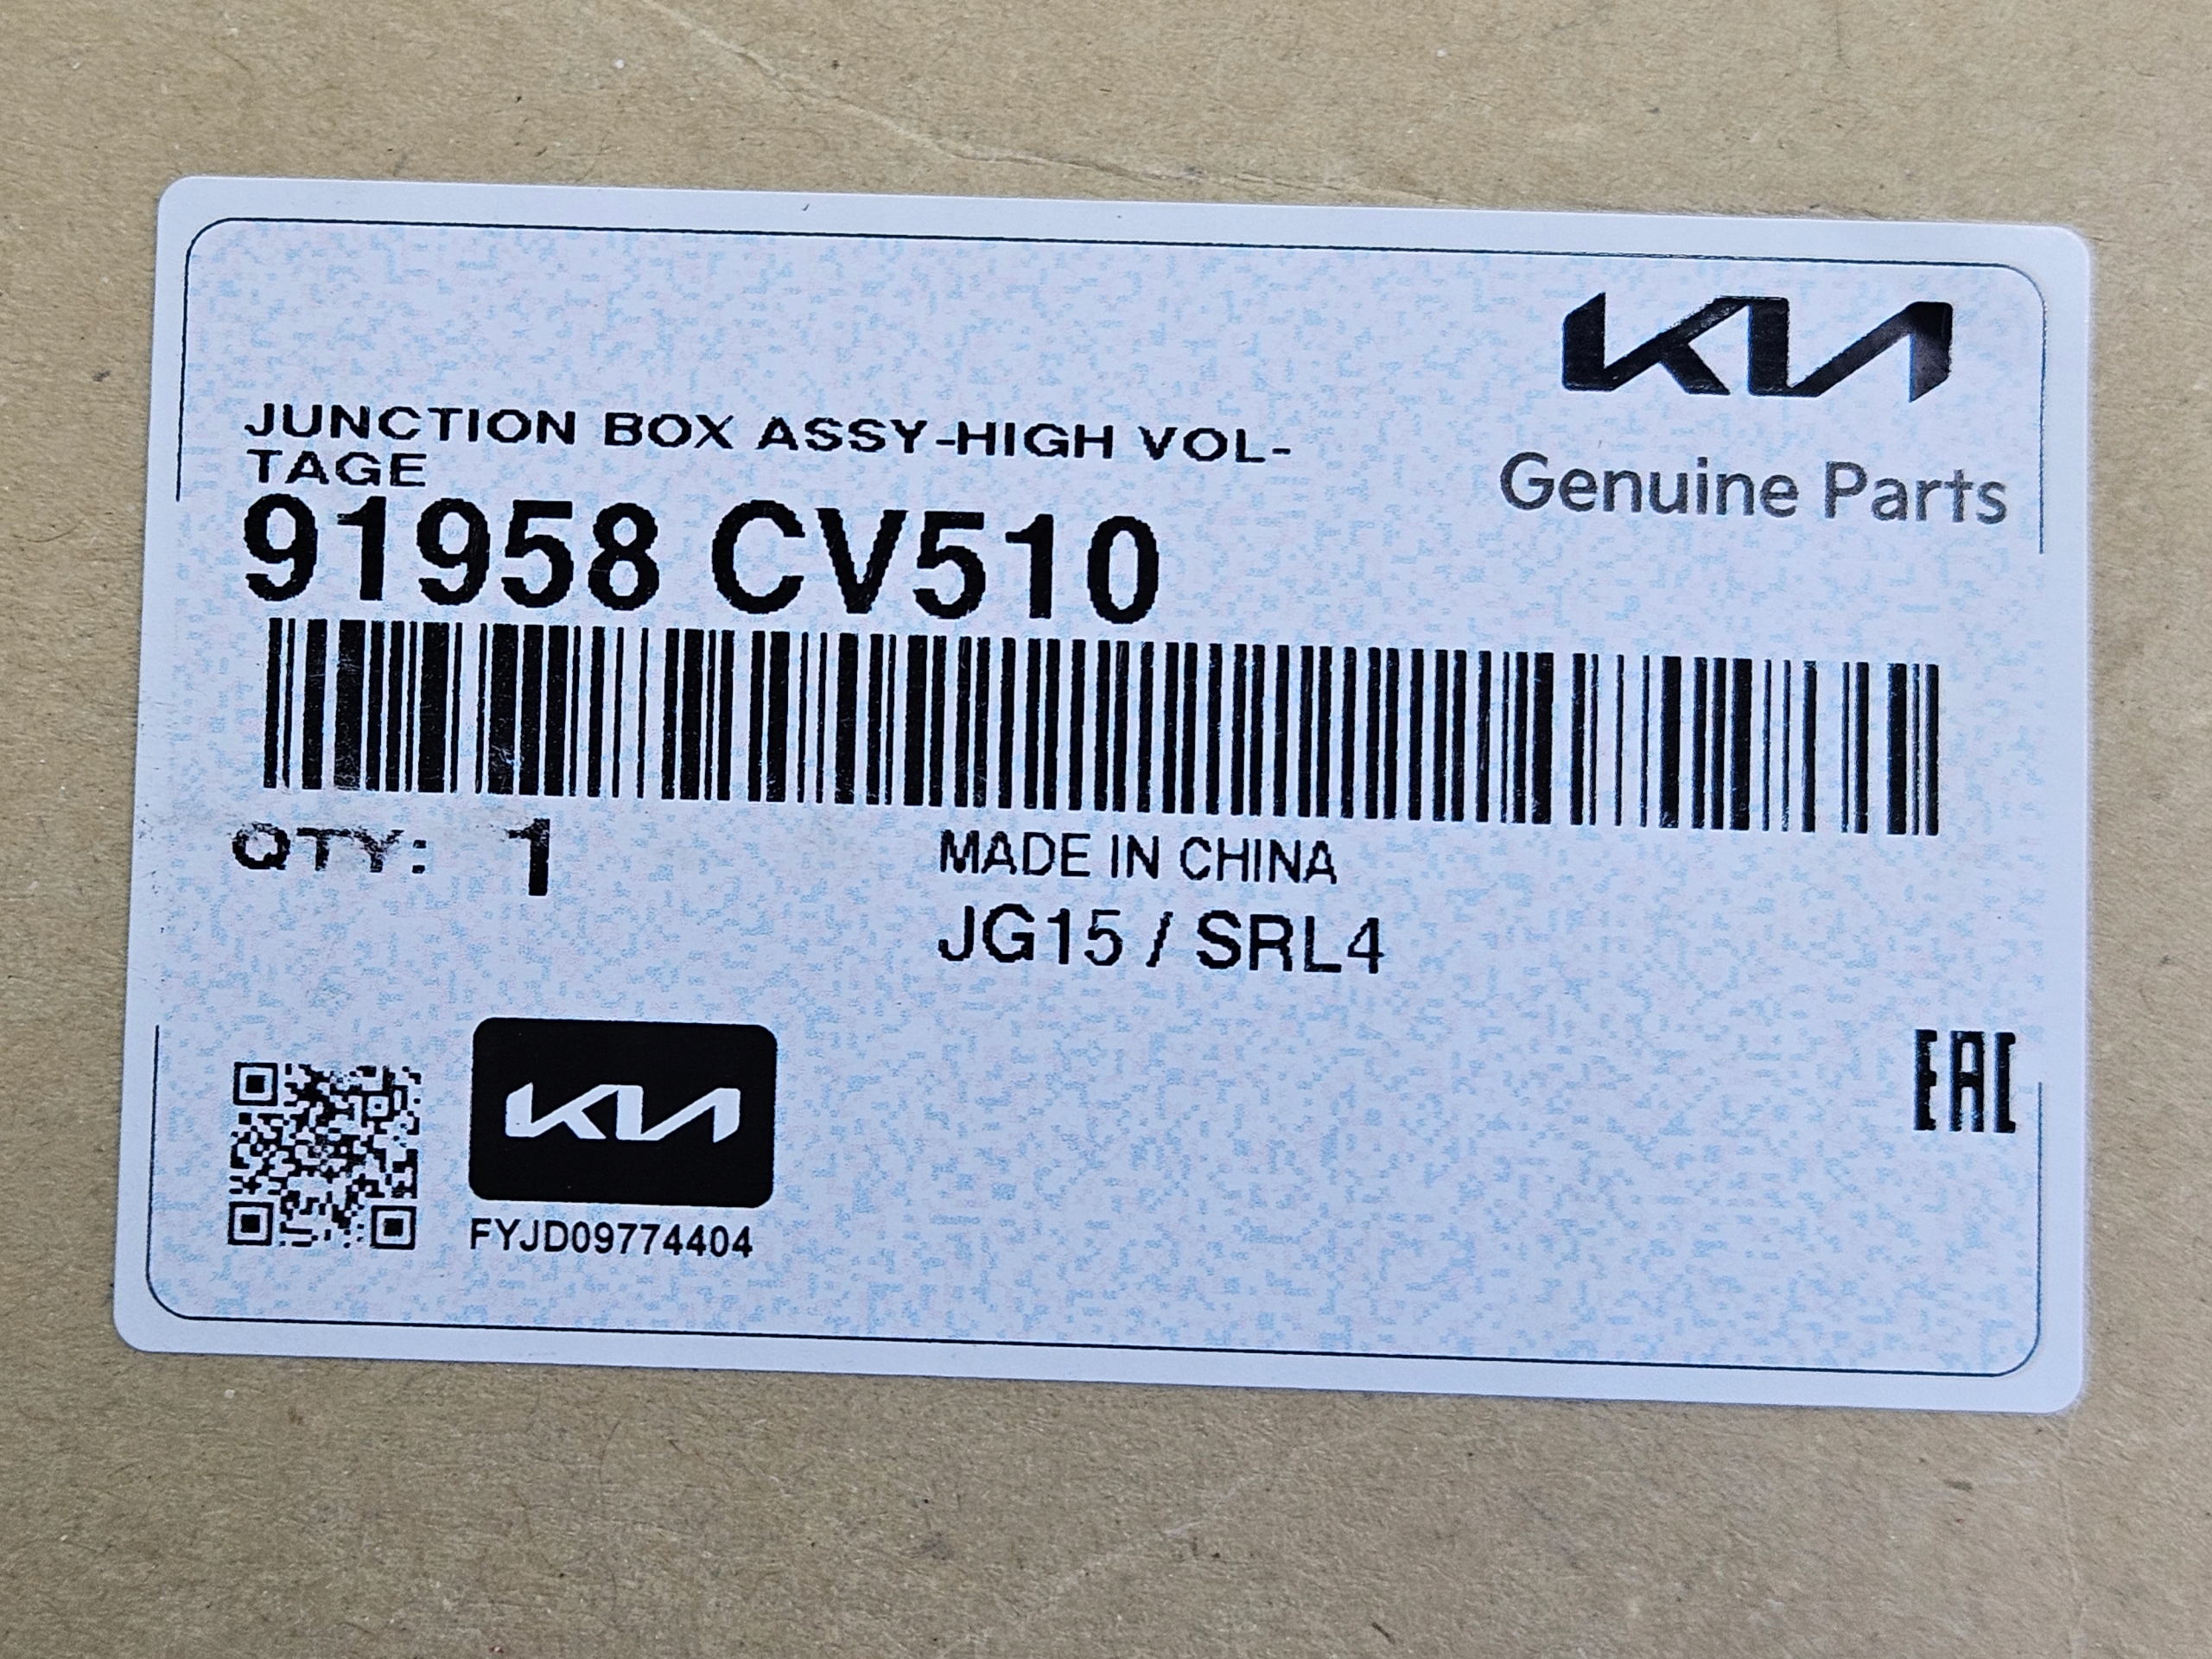 KIA
Genuine Parts
JUNCTION BOX ASSY-HIGH VOL-
TAGE
91958 CV510
QTY: 1
MADE IN CHINA
JG15 / SRL4
EAC
KIA
FYJD09774404